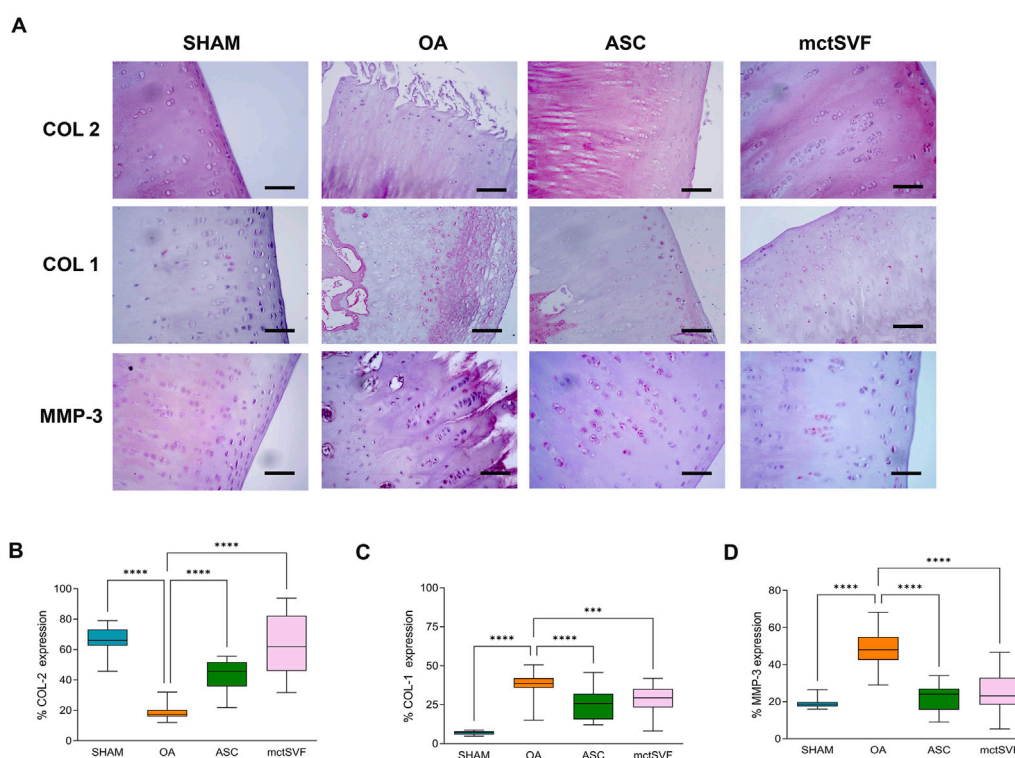 A
SHAM OA ASC mctSVF
COL 2
COL 1
MMP-3
B
C
D
**** **** ****
**** **** ***
**** **** ****
% COL-2 expression
100
80
60
40
20
0
SHAM OA ASC mctSVF
% COL-1 expression
100
75
50
25
0
SHAM OA ASC mctSVF
% MMP-3 expression
80
60
40
20
0
SHAM OA ASC mctSVF